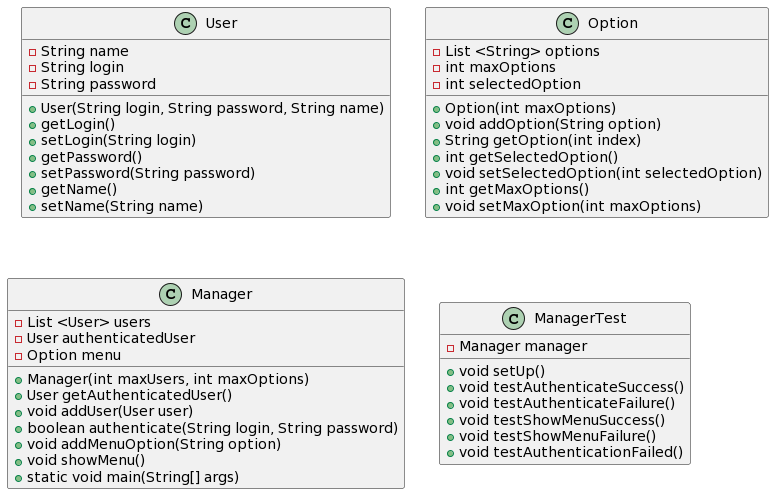 User
String name
String login
String password
User(String login, String password, String name)
getLogin()
setLogin(String login)
getPassword()
setPassword(String password)
getName()
setName(String name)
Option
List <String> options
int maxOptions
int selectedOption
Option(int maxOptions)
void addOption(String option)
String getOption(int index)
int getSelectedOption()
void setSelectedOption(int selectedOption)
int getMaxOptions()
void setMaxOption(int maxOptions)
Manager
List <User> users
User authenticatedUser
Option menu
Manager(int maxUsers, int maxOptions)
User getAuthenticatedUser()
void addUser(User user)
boolean authenticate(String login, String password)
void addMenuOption(String option)
void showMenu()
static void main(String[] args)
ManagerTest
Manager manager
void setUp()
void testAuthenticateSuccess()
void testAuthenticateFailure()
void testShowMenuSuccess()
void testShowMenuFailure()
void testAuthenticationFailed()